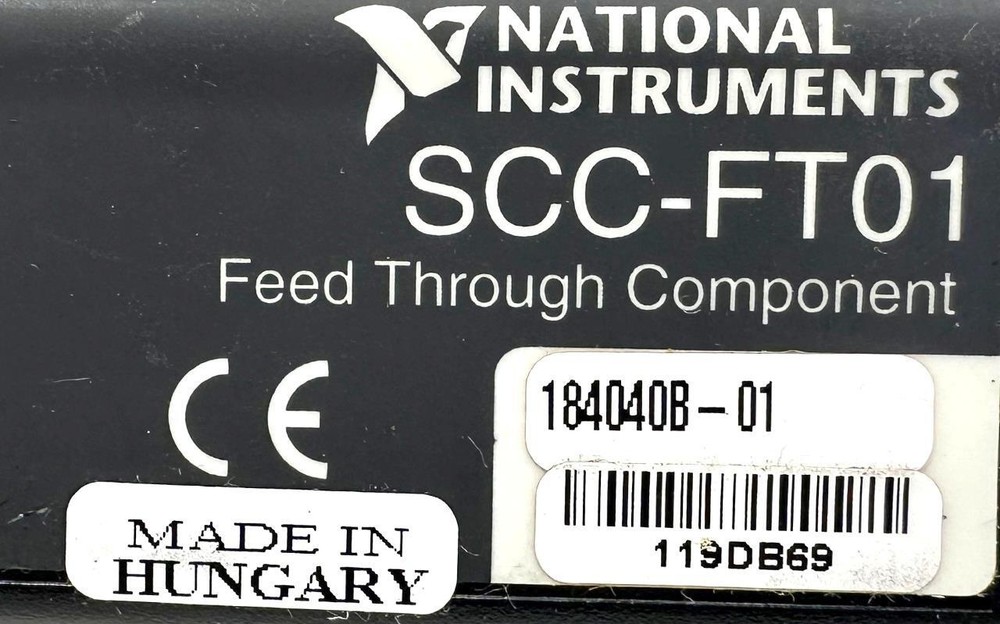 NATIONAL
INSTRUMENTS
SCC-FT01
Feed Through Component
CE
184040B-01
119DB69
MADE IN
HUNGARY